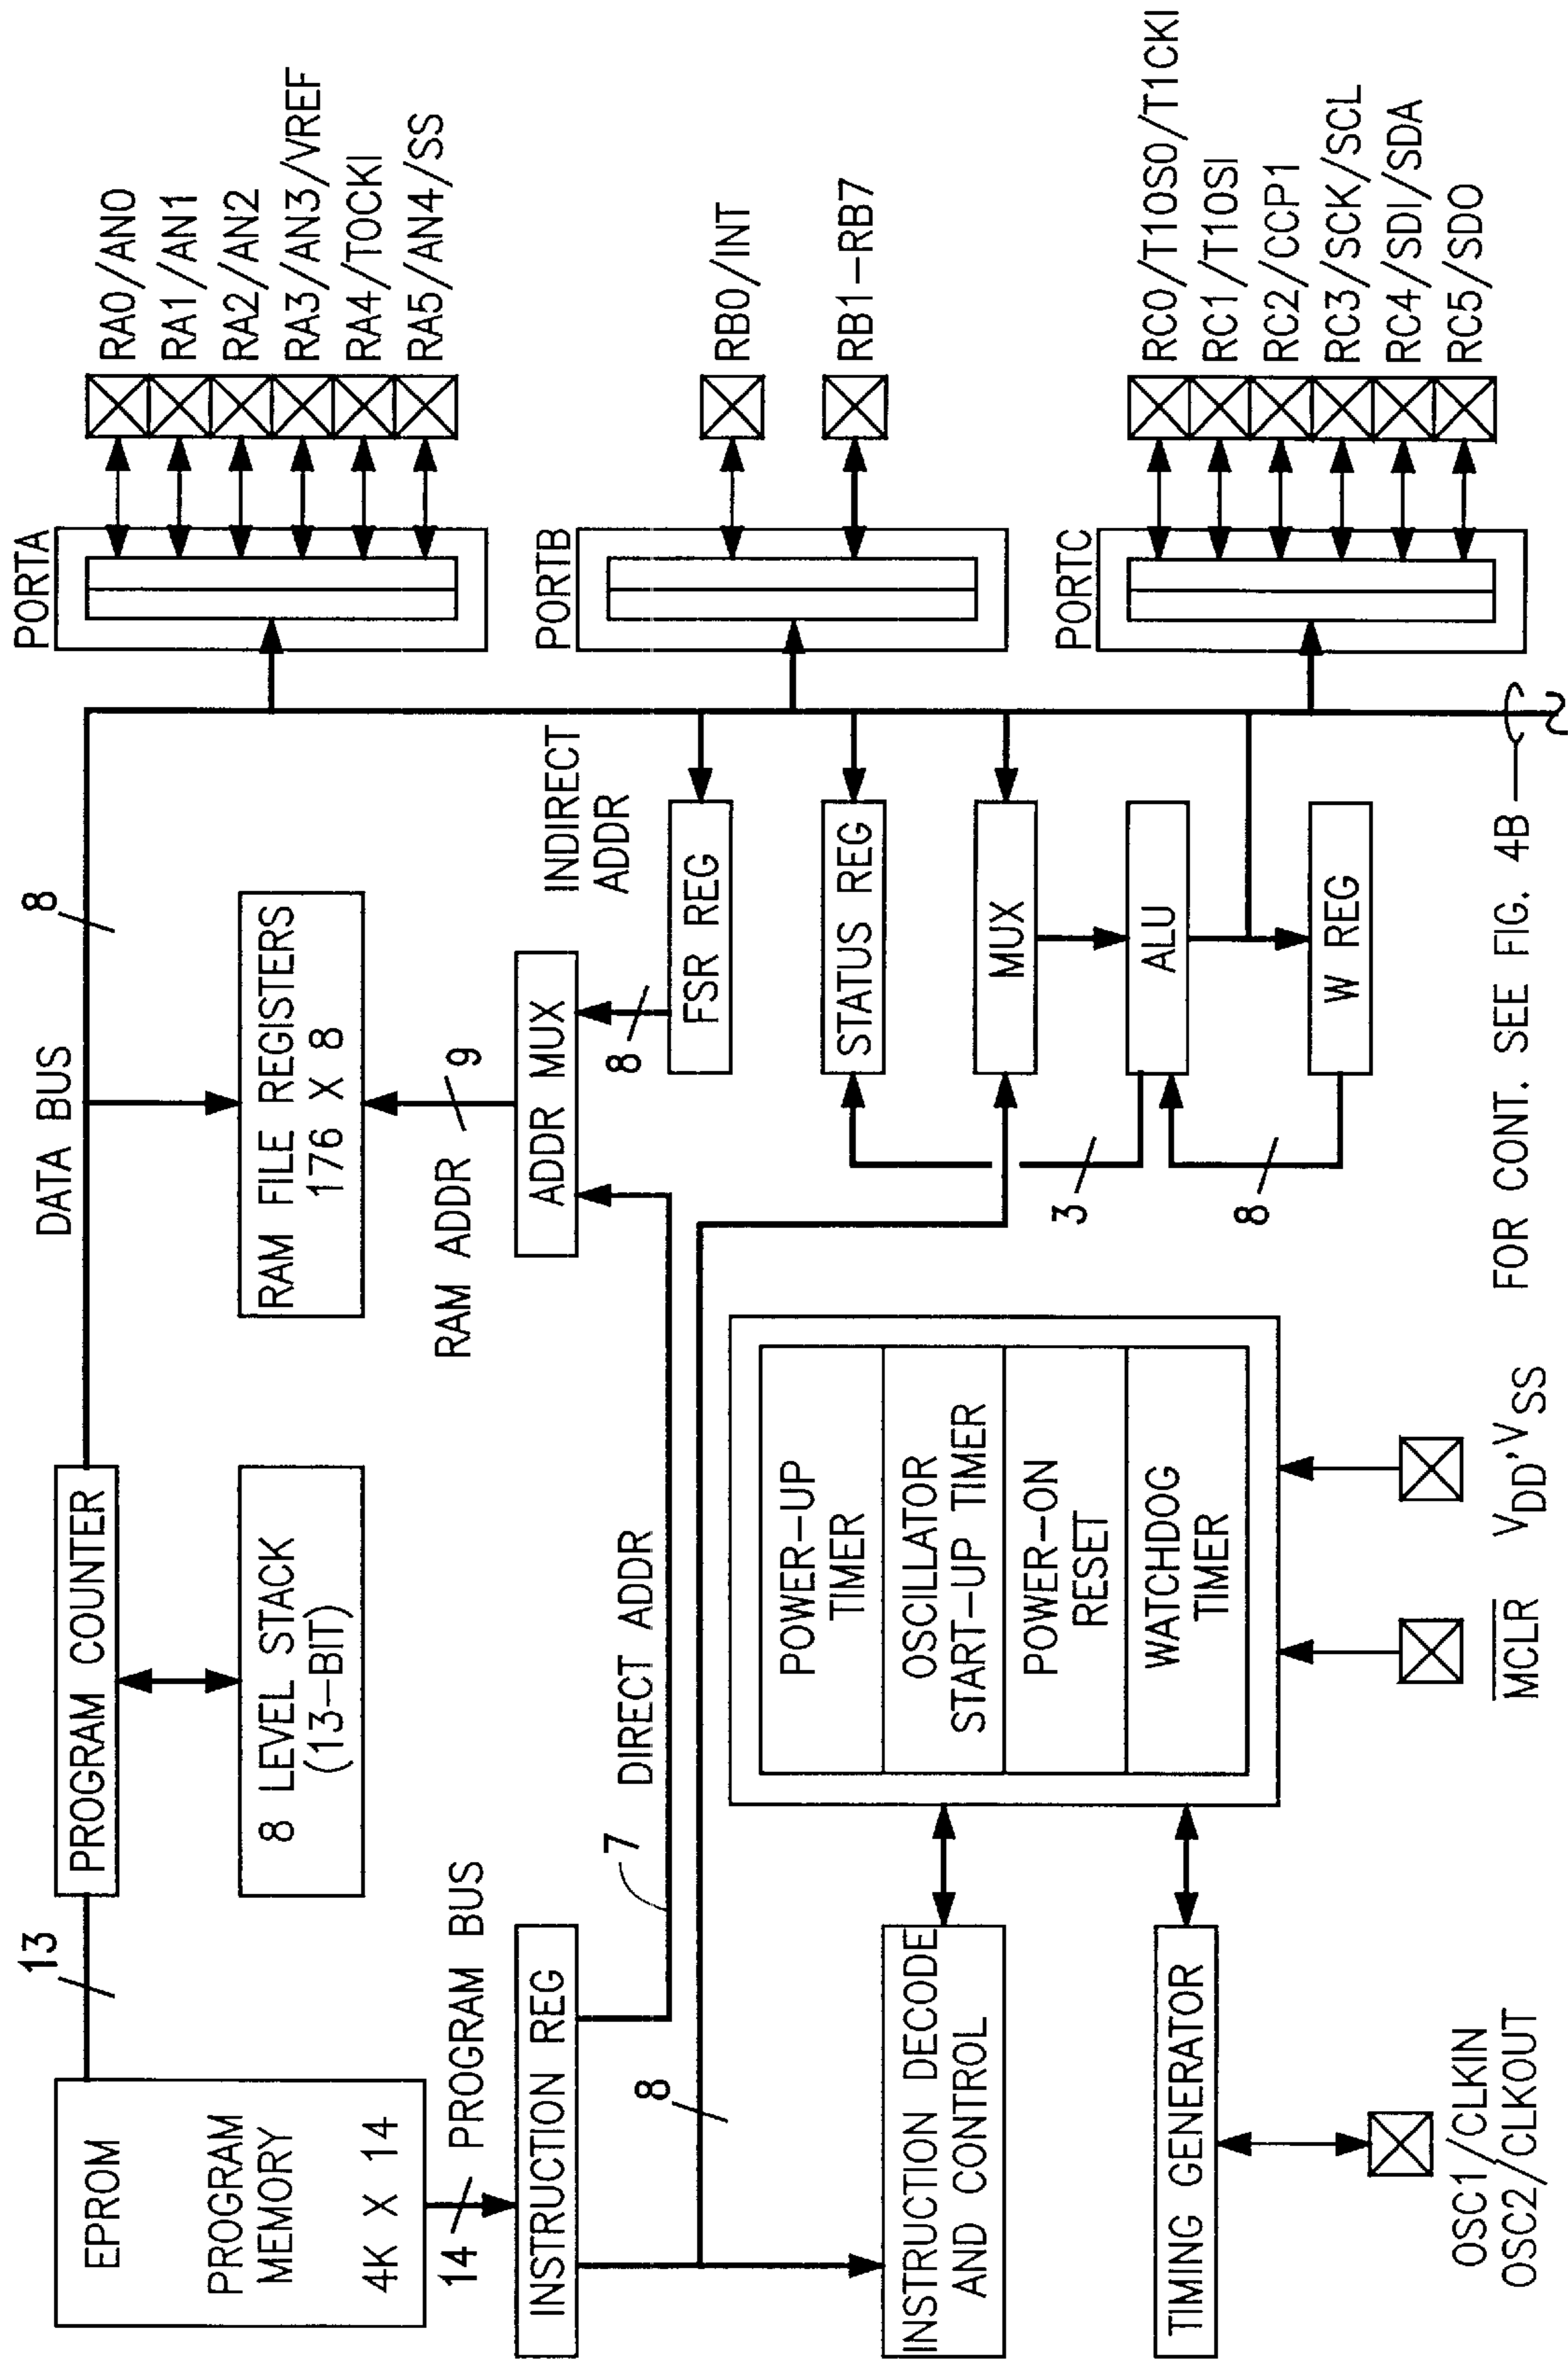 EPROM
PROGRAM
MEMORY
4K X 14
13
PROGRAM COUNTER
8 LEVEL STACK
(13-BIT)
DATA BUS
8
RAM FILE REGISTERS
176 X 8
PORTA
RA0/AN0
RA1/AN1
RA2/AN2
RA3/AN3/VREF
RA4/TOCKI
RA5/AN4/SS
14
PROGRAM BUS
RAM ADDR
9
INSTRUCTION REG
7
DIRECT ADDR
ADDR MUX
8
INDIRECT
ADDR
FSR REG
PORTB
RB0/INT
RB1-RB7
8
STATUS REG
INSTRUCTION DECODE
AND CONTROL
POWER-UP
TIMER
OSCILLATOR
START-UP TIMER
POWER-ON
RESET
WATCHDOG
TIMER
MUX
3
ALU
8
W REG
TIMING GENERATOR
PORTC
RC0/T1OS0/T1CKI
RC1/T1OSI
RC2/CCP1
RC3/SCK/SCL
RC4/SDI/SDA
RC5/SDO
OSC1/CLKIN
OSC2/CLKOUT
MCLR
VDD'VSS
FOR CONT. SEE FIG. 4B